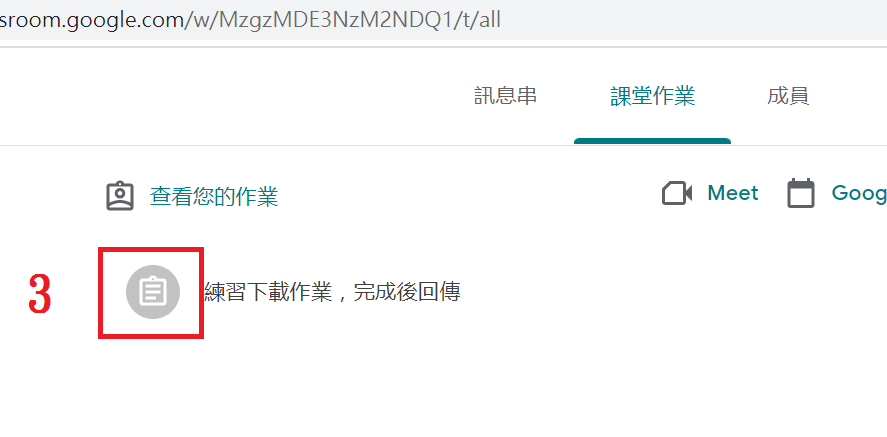 sroom.google.com/w/MzgzMDE3NzM2NDQ1/t/all
訊息串 課堂作業 成員
查看您的作業 Meet Goog
3 練習下載作業，完成後回傳